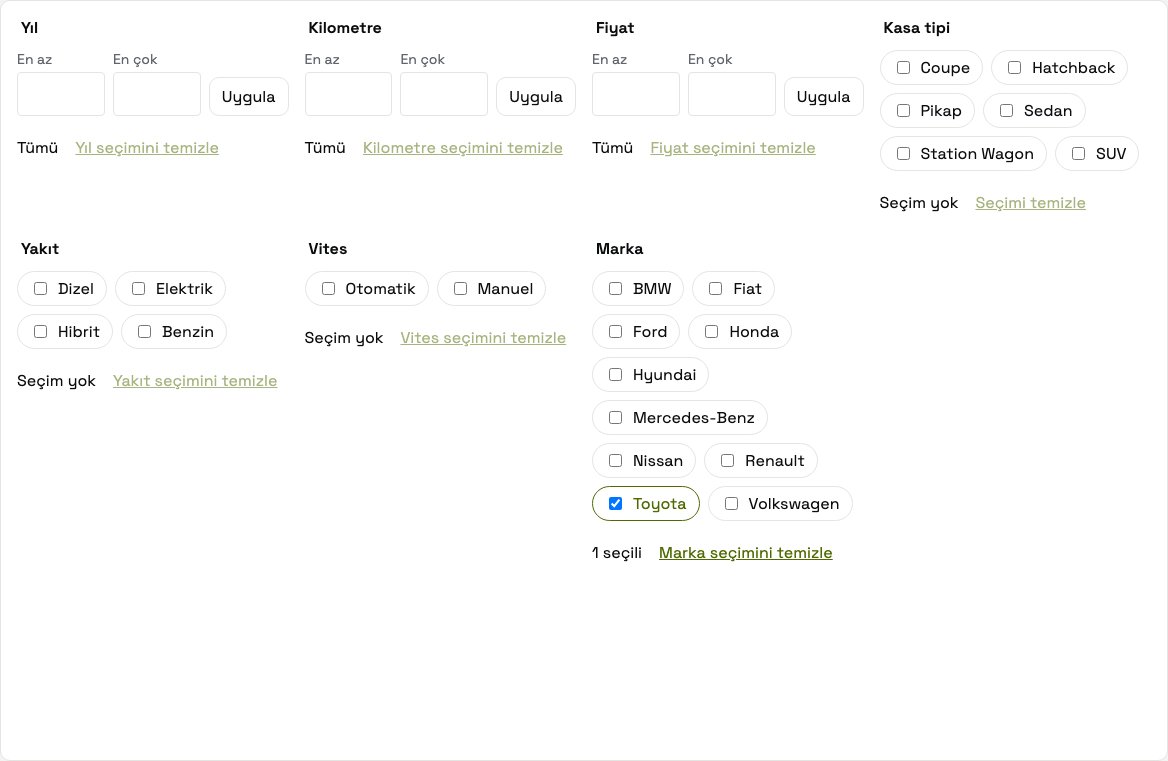 Yıl
En az En çok
Uygula
Tümü Yıl seçimini temizle
Kilometre
En az En çok
Uygula
Tümü Kilometre seçimini temizle
Fiyat
En az En çok
Uygula
Tümü Fiyat seçimini temizle
Kasa tipi
Coupe Hatchback
Pikap Sedan
Station Wagon SUV
Seçim yok Seçimi temizle
Yakıt
Dizel Elektrik
Hibrit Benzin
Seçim yok Yakıt seçimini temizle
Vites
Otomatik Manuel
Seçim yok Vites seçimini temizle
Marka
BMW Fiat
Ford Honda
Hyundai
Mercedes-Benz
Nissan Renault
Toyota Volkswagen
1 seçili Marka seçimini temizle